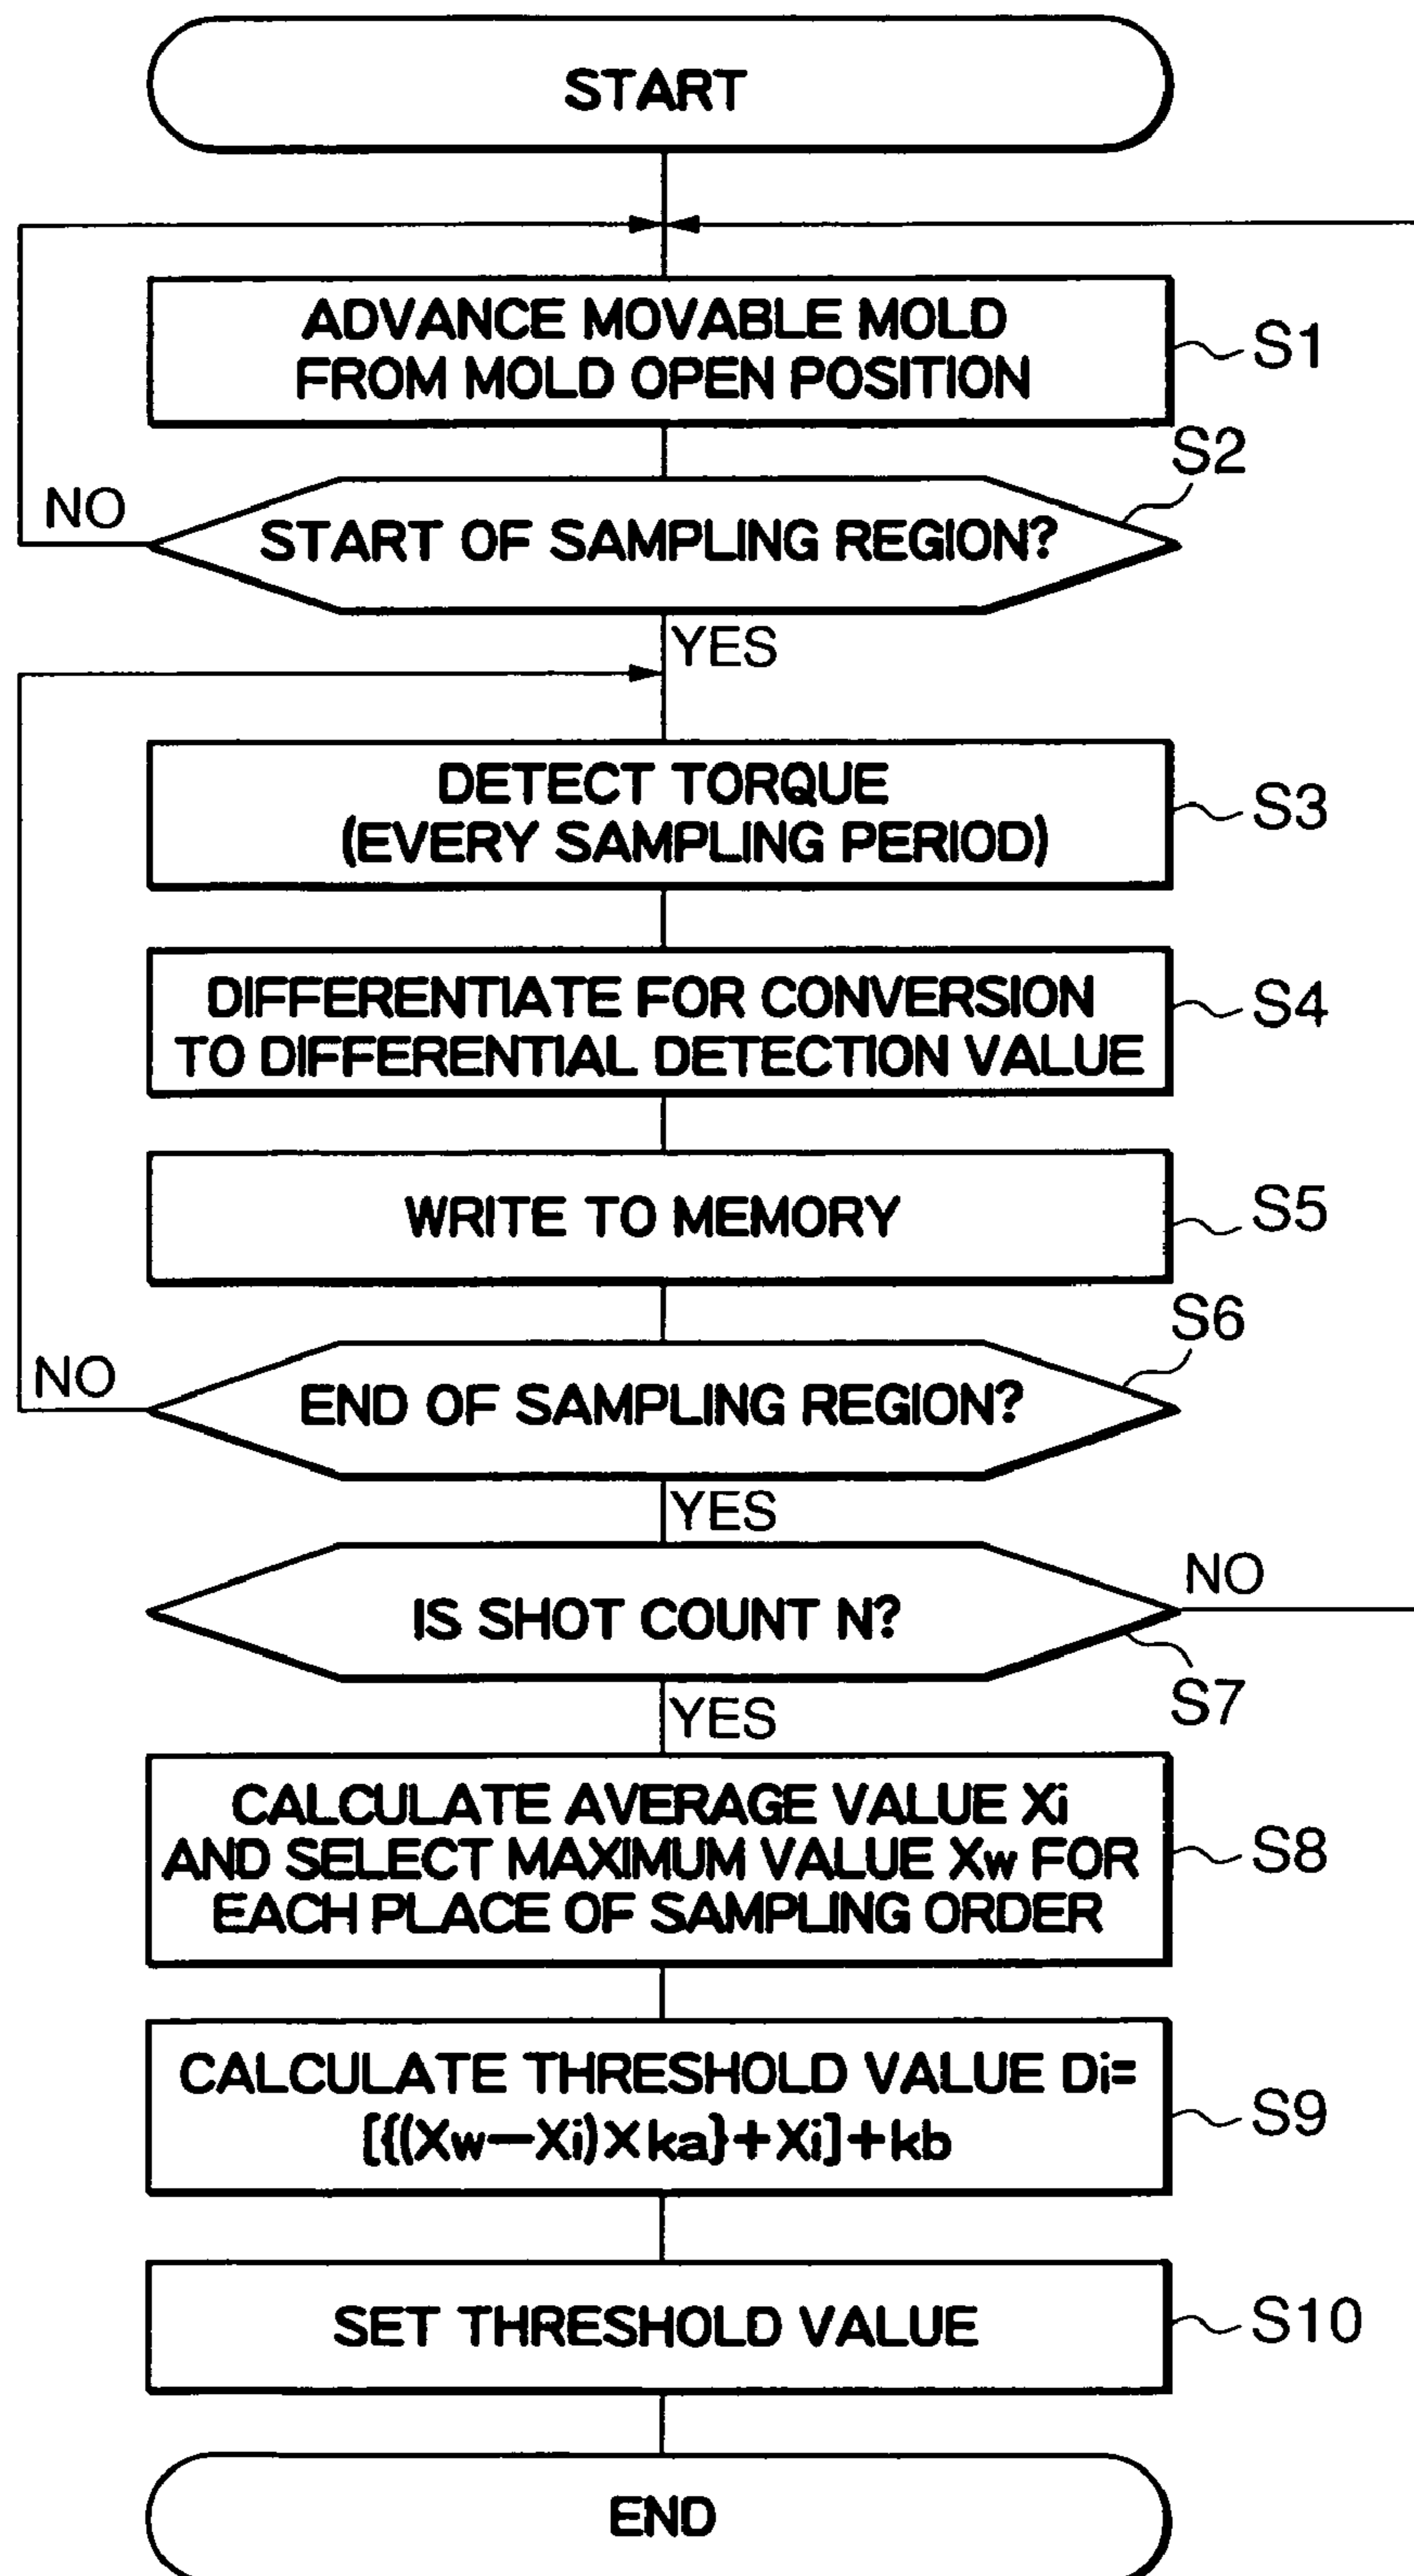 START
ADVANCE MOVABLE MOLD
FROM MOLD OPEN POSITION
S1
S2
NO
START OF SAMPLING REGION?
YES
DETECT TORQUE
(EVERY SAMPLING PERIOD)
S3
DIFFERENTIATE FOR CONVERSION
TO DIFFERENTIAL DETECTION VALUE
S4
WRITE TO MEMORY
S5
S6
NO
END OF SAMPLING REGION?
YES
NO
IS SHOT COUNT N?
S7
YES
CALCULATE AVERAGE VALUE Xi
AND SELECT MAXIMUM VALUE Xw FOR
EACH PLACE OF SAMPLING ORDER
S8
CALCULATE THRESHOLD VALUE Di=
[{(Xw−Xi)×ka}+Xi]+kb
S9
SET THRESHOLD VALUE
S10
END